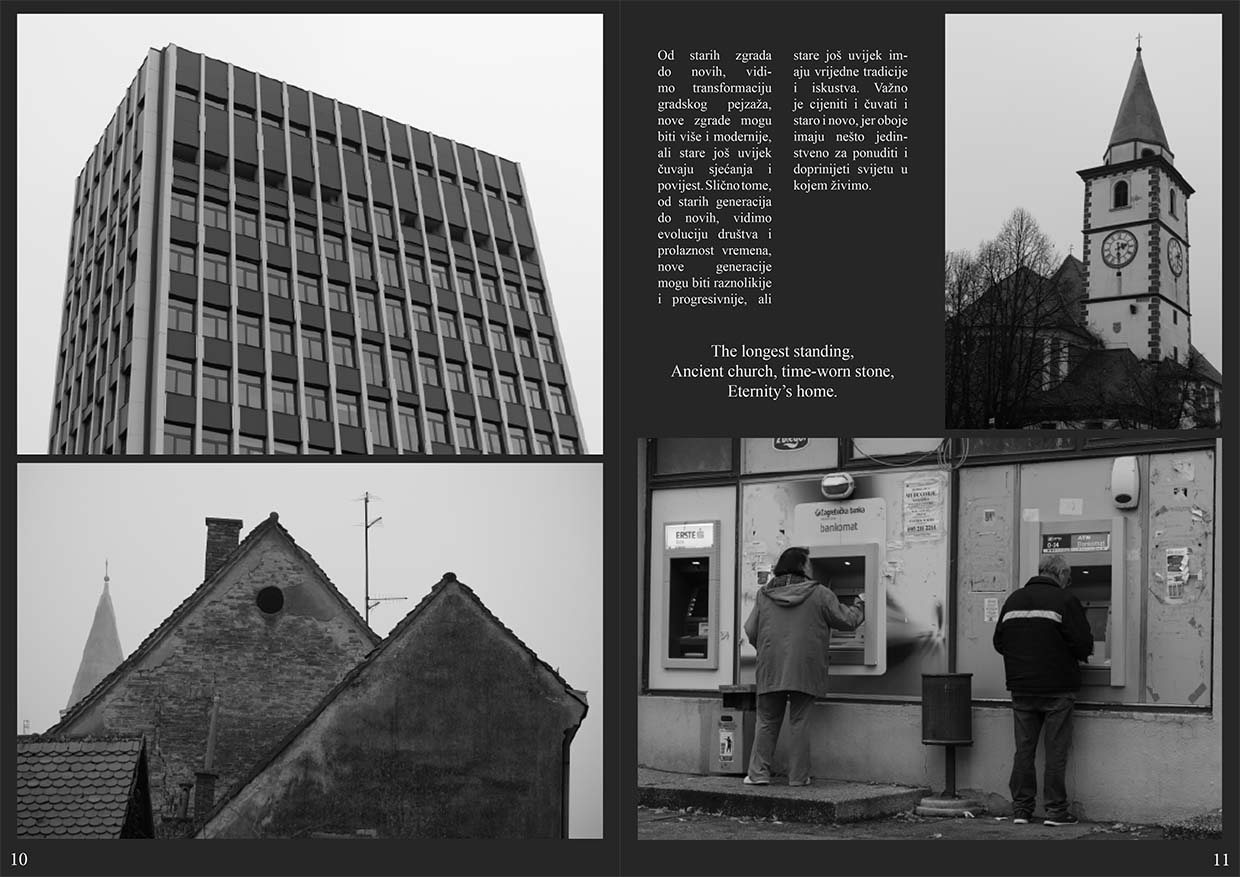 Od starih zgrada
do novih, vidi-
mo transformaciju
gradskog pejzaža,
nove zgrade mogu
biti više i modernije,
ali stare još uvijek
čuvaju sjećanja i
povijest. Slično tome,
od starih generacija
do novih, vidimo
evoluciju društva i
prolaznost vremena,
nove generacije
mogu biti raznolikije
i progresivnije, ali
stare još uvijek im-
aju vrijedne tradicije
i iskustva. Važno
je cijeniti i čuvati i
staro i novo, jer oboje
imaju nešto jedin-
stveno za ponuditi i
doprinijeti svijetu u
kojem živimo.
The longest standing,
Ancient church, time-worn stone,
Eternity’s home.
ERSTE
Zagrebačka banka
bankomat
0-24
ATM
Bankomat
10
11